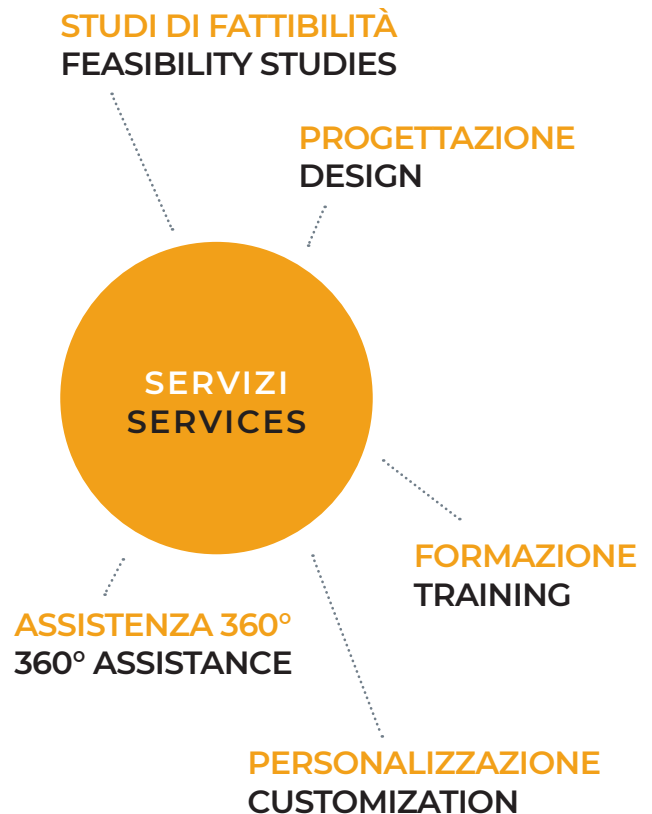 STUDI DI FATTIBILITÀ
FEASIBILITY STUDIES
PROGETTAZIONE
DESIGN
SERVIZI
SERVICES
FORMAZIONE
TRAINING
ASSISTENZA 360°
360° ASSISTANCE
PERSONALIZZAZIONE
CUSTOMIZATION